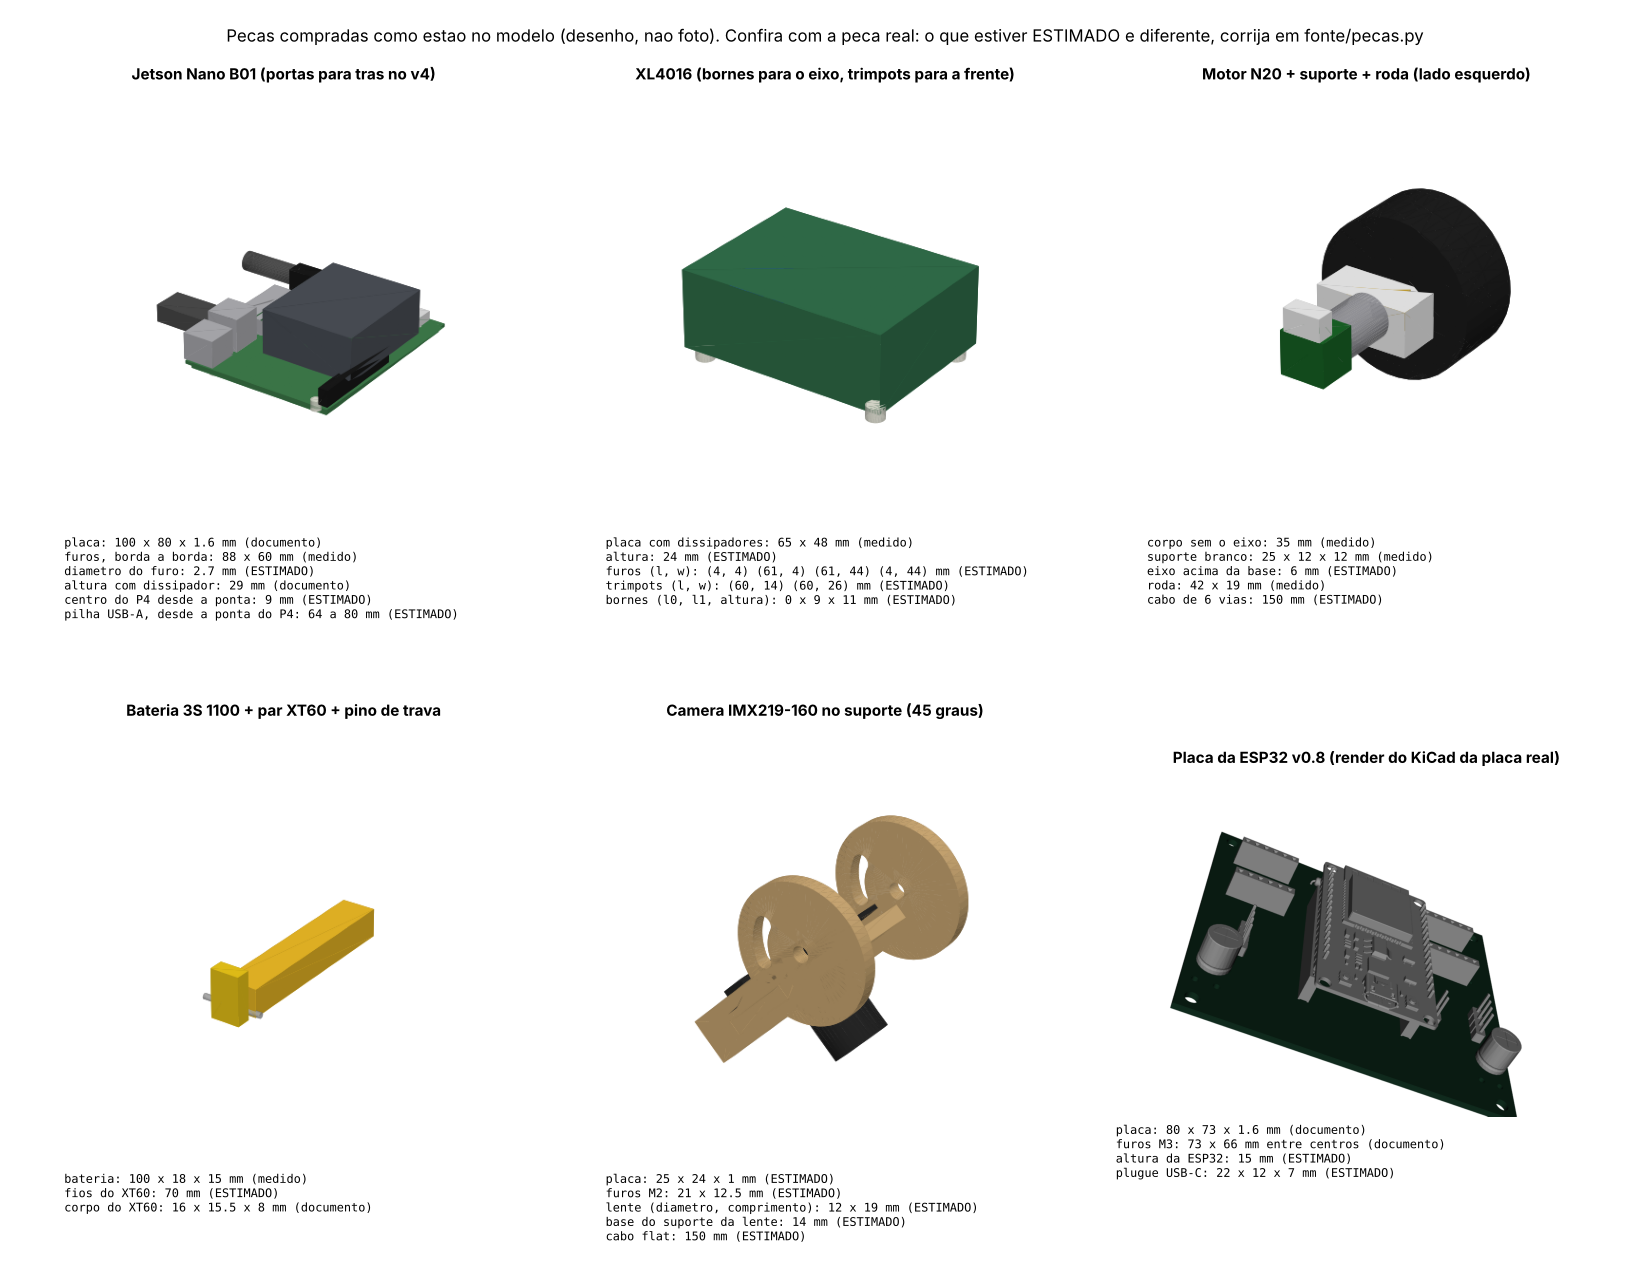 Pecas compradas como estao no modelo (desenho, nao foto). Confira com a peca real: o que estiver ESTIMADO e diferente, corrija em fonte/pecas.py
Jetson Nano B01 (portas para tras no v4)
placa: 100 x 80 x 1.6 mm (documento)
furos, borda a borda: 88 x 60 mm (medido)
diametro do furo: 2.7 mm (ESTIMADO)
altura com dissipador: 29 mm (documento)
centro do P4 desde a ponta: 9 mm (ESTIMADO)
pilha USB-A, desde a ponta do P4: 64 a 80 mm (ESTIMADO)
XL4016 (bornes para o eixo, trimpots para a frente)
placa com dissipadores: 65 x 48 mm (medido)
altura: 24 mm (ESTIMADO)
furos (l, w): (4, 4) (61, 4) (61, 44) (4, 44) mm (ESTIMADO)
trimpots (l, w): (60, 14) (60, 26) mm (ESTIMADO)
bornes (l0, l1, altura): 0 x 9 x 11 mm (ESTIMADO)
Motor N20 + suporte + roda (lado esquerdo)
corpo sem o eixo: 35 mm (medido)
suporte branco: 25 x 12 x 12 mm (medido)
eixo acima da base: 6 mm (ESTIMADO)
roda: 42 x 19 mm (medido)
cabo de 6 vias: 150 mm (ESTIMADO)
Bateria 3S 1100 + par XT60 + pino de trava
bateria: 100 x 18 x 15 mm (medido)
fios do XT60: 70 mm (ESTIMADO)
corpo do XT60: 16 x 15.5 x 8 mm (documento)
Camera IMX219-160 no suporte (45 graus)
placa: 25 x 24 x 1 mm (ESTIMADO)
furos M2: 21 x 12.5 mm (ESTIMADO)
lente (diametro, comprimento): 12 x 19 mm (ESTIMADO)
base do suporte da lente: 14 mm (ESTIMADO)
cabo flat: 150 mm (ESTIMADO)
Placa da ESP32 v0.8 (render do KiCad da placa real)
placa: 80 x 73 x 1.6 mm (documento)
furos M3: 73 x 66 mm entre centros (documento)
altura da ESP32: 15 mm (ESTIMADO)
plugue USB-C: 22 x 12 x 7 mm (ESTIMADO)